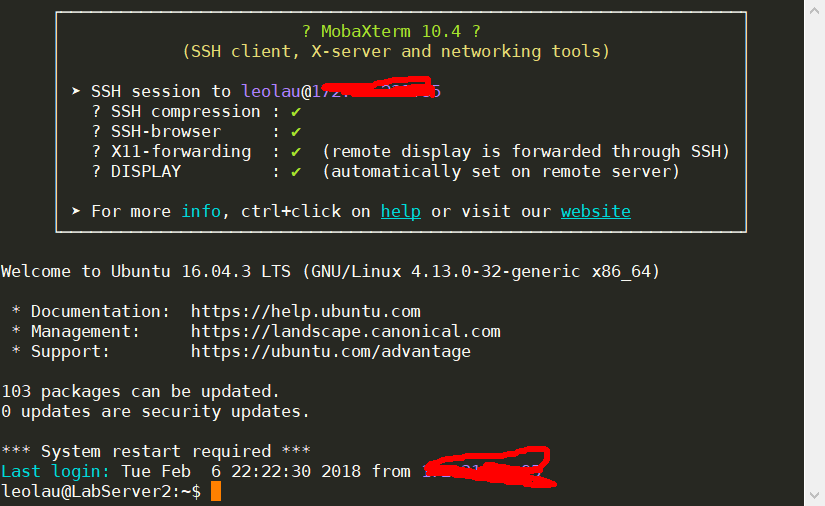 ? MobaXterm 10.4 ?
(SSH client, X-server and networking tools)
➤ SSH session to leolau@
? SSH compression : ✔
? SSH-browser : ✔
? X11-forwarding : ✔ (remote display is forwarded through SSH)
? DISPLAY : ✔ (automatically set on remote server)
➤ For more info, ctrl+click on help or visit our website
Welcome to Ubuntu 16.04.3 LTS (GNU/Linux 4.13.0-32-generic x86_64)
* Documentation: https://help.ubuntu.com
* Management: https://landscape.canonical.com
* Support: https://ubuntu.com/advantage
103 packages can be updated.
0 updates are security updates.
*** System restart required ***
Last login: Tue Feb 6 22:22:30 2018 from
leolau@LabServer2:~$